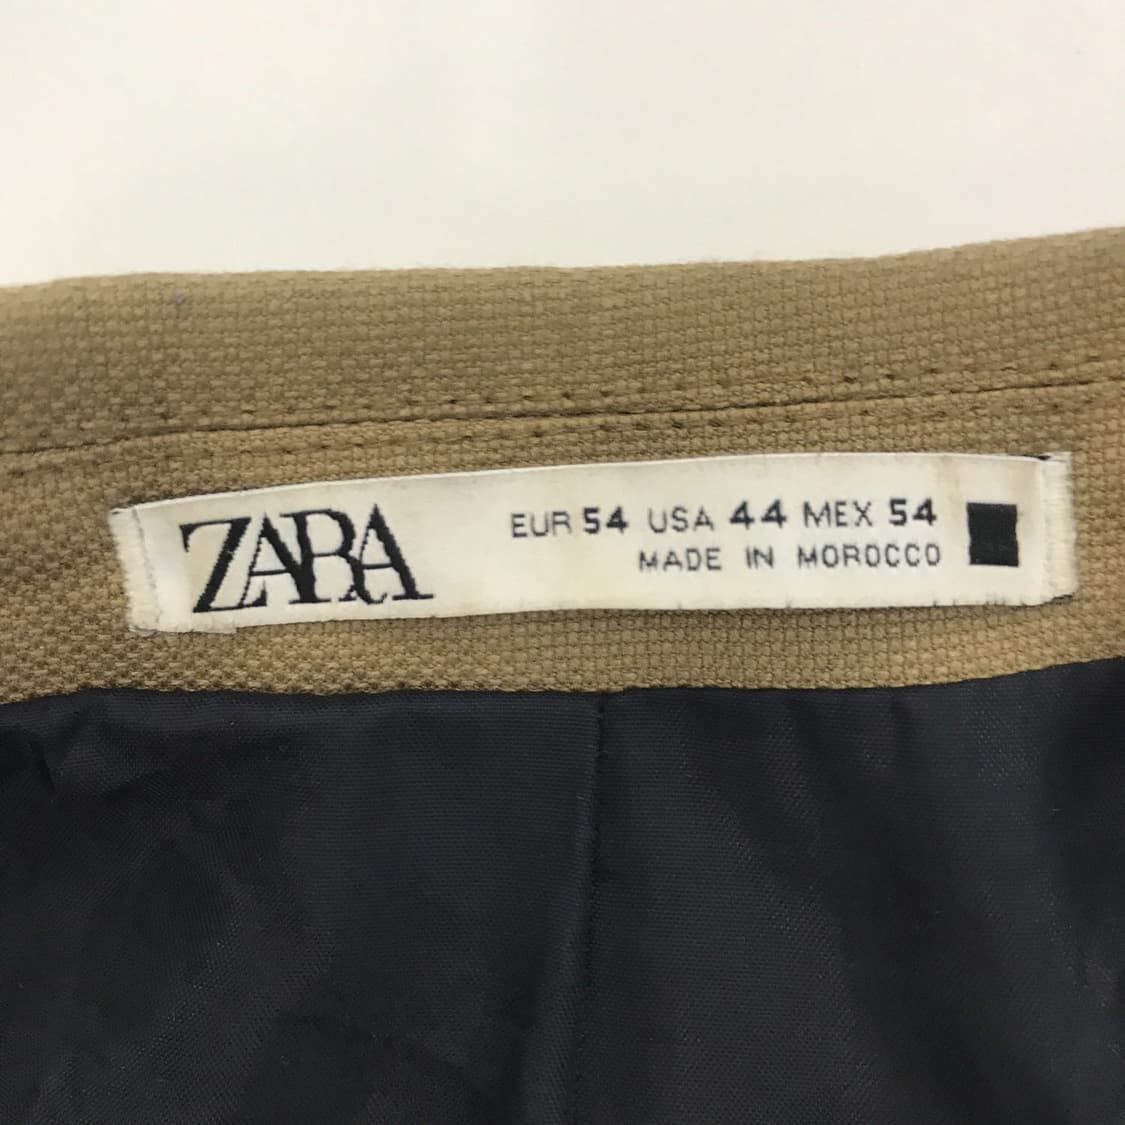 ZARA
EUR 54 USA 44 MEX 54
MADE IN MOROCCO